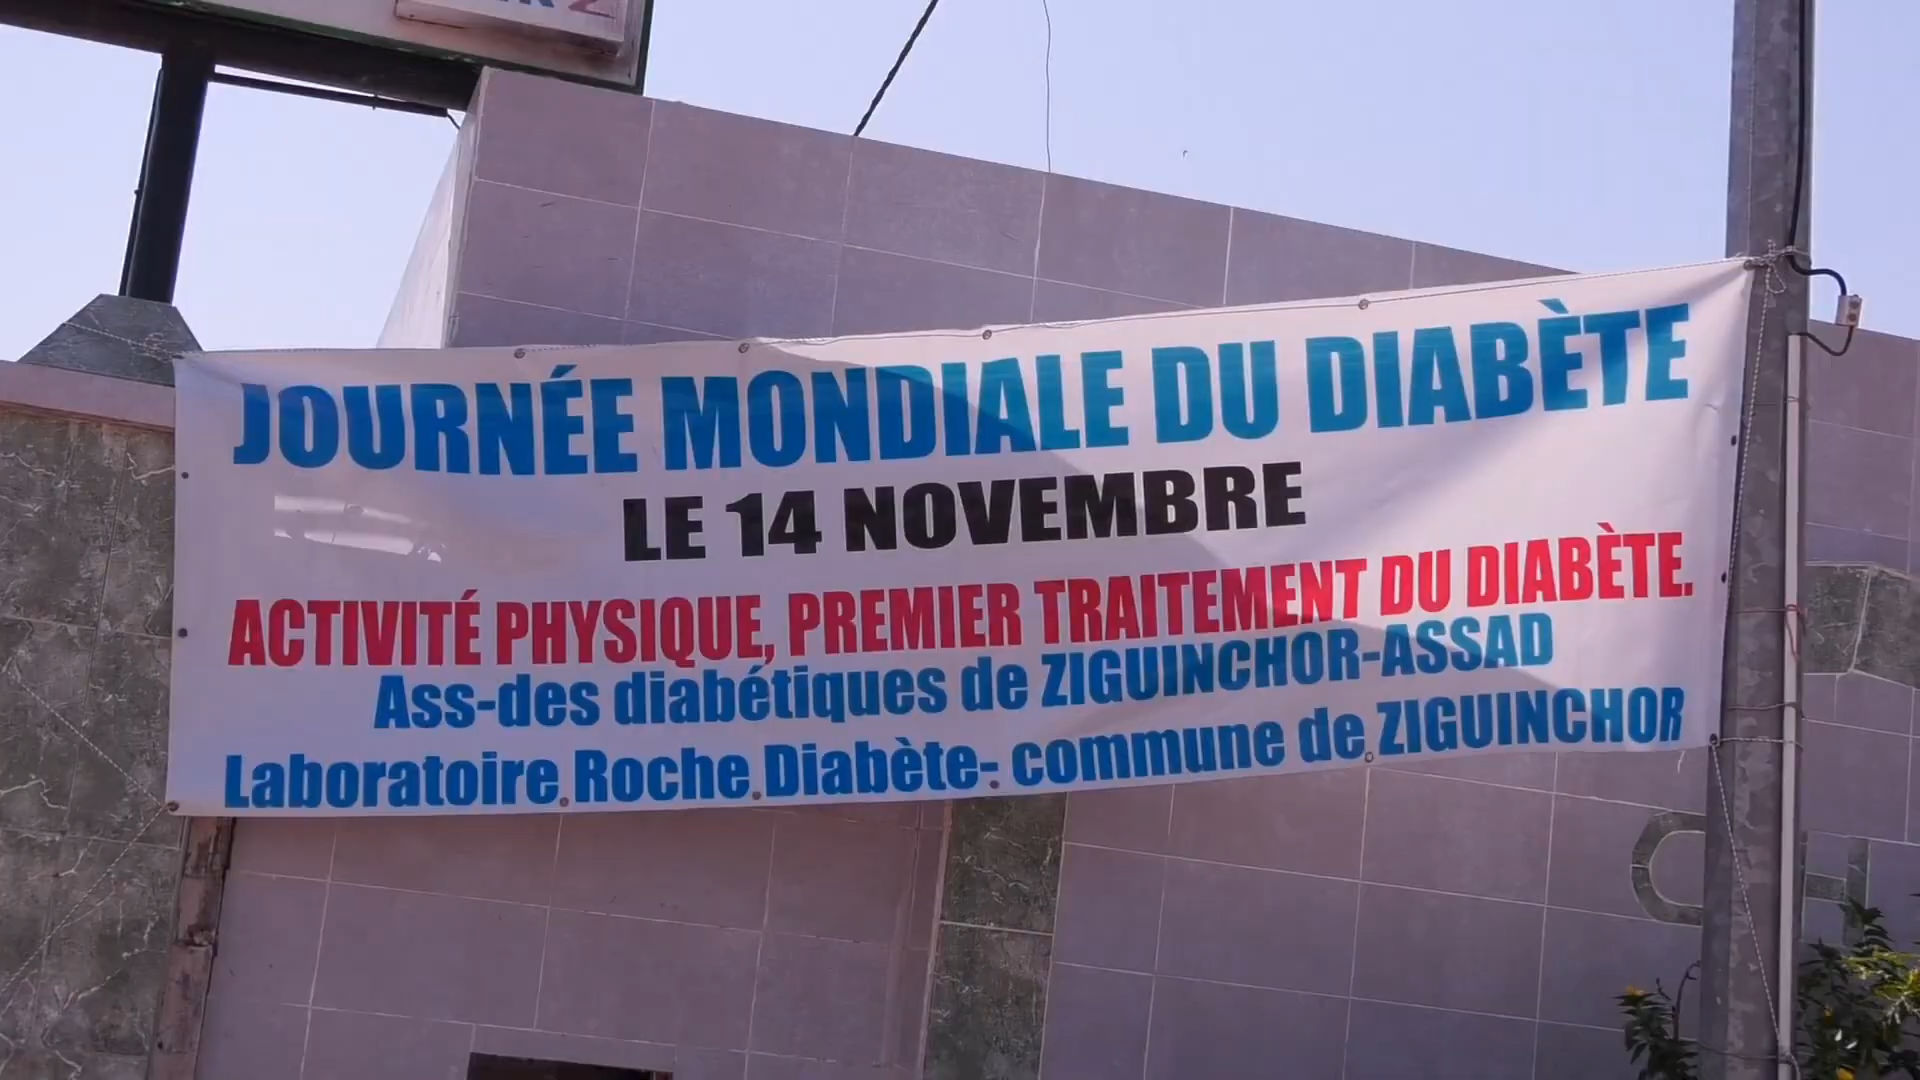 JOURNÉE MONDIALE DU DIABÈTE
LE 14 NOVEMBRE
ACTIVITÉ PHYSIQUE, PREMIER TRAITEMENT DU DIABÈTE.
Ass-des diabétiques de ZIGUINCHOR-ASSAD
Laboratoire Roche Diabète- commune de ZIGUINCHOR